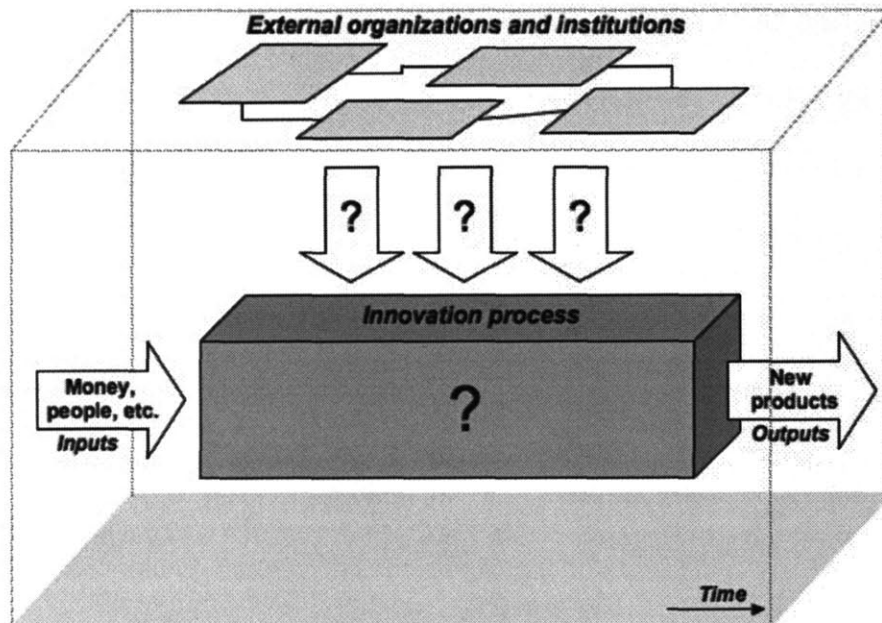 External organizations and institutions
? ? ?
Innovation process
Money,
people, etc.
Inputs
?
New
products
Outputs
Time